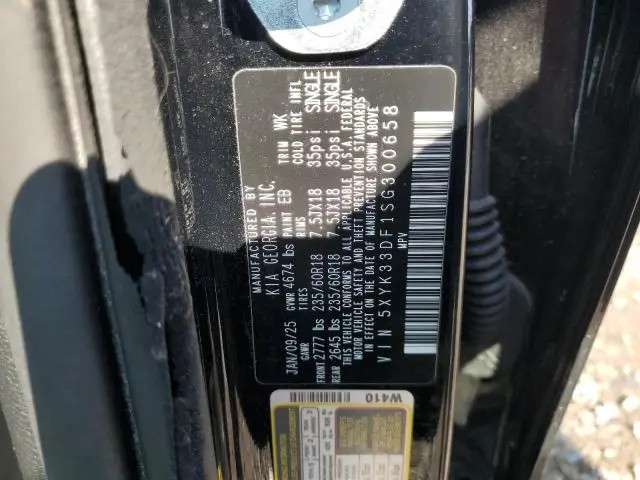 MANUFACTURED BY
KIA GEORGIA, INC.
JAN/09/25 GVWR 4674 lbs PAINT EB TRIM WK
GAWR TIRES RIMS COLD TIRE INFL
FRONT 2777 lbs 235/60R18 7.5JX18 35psi SINGLE
REAR 2645 lbs 235/60R18 7.5JX18 35psi SINGLE
THIS VEHICLE CONFORMS TO ALL APPLICABLE U.S.A. FEDERAL
MOTOR VEHICLE SAFETY AND THEFT PREVENTION STANDARDS
IN EFFECT ON THE DATE OF MANUFACTURE SHOWN ABOVE
VIN 5XYK33DF1SG300658
MPV
W410